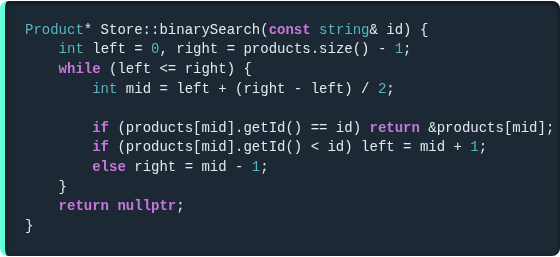 Product* Store::binarySearch(const string& id) {
    int left = 0, right = products.size() - 1;
    while (left <= right) {
        int mid = left + (right - left) / 2;

        if (products[mid].getId() == id) return &products[mid];
        if (products[mid].getId() < id) left = mid + 1;
        else right = mid - 1;
    }
    return nullptr;
}